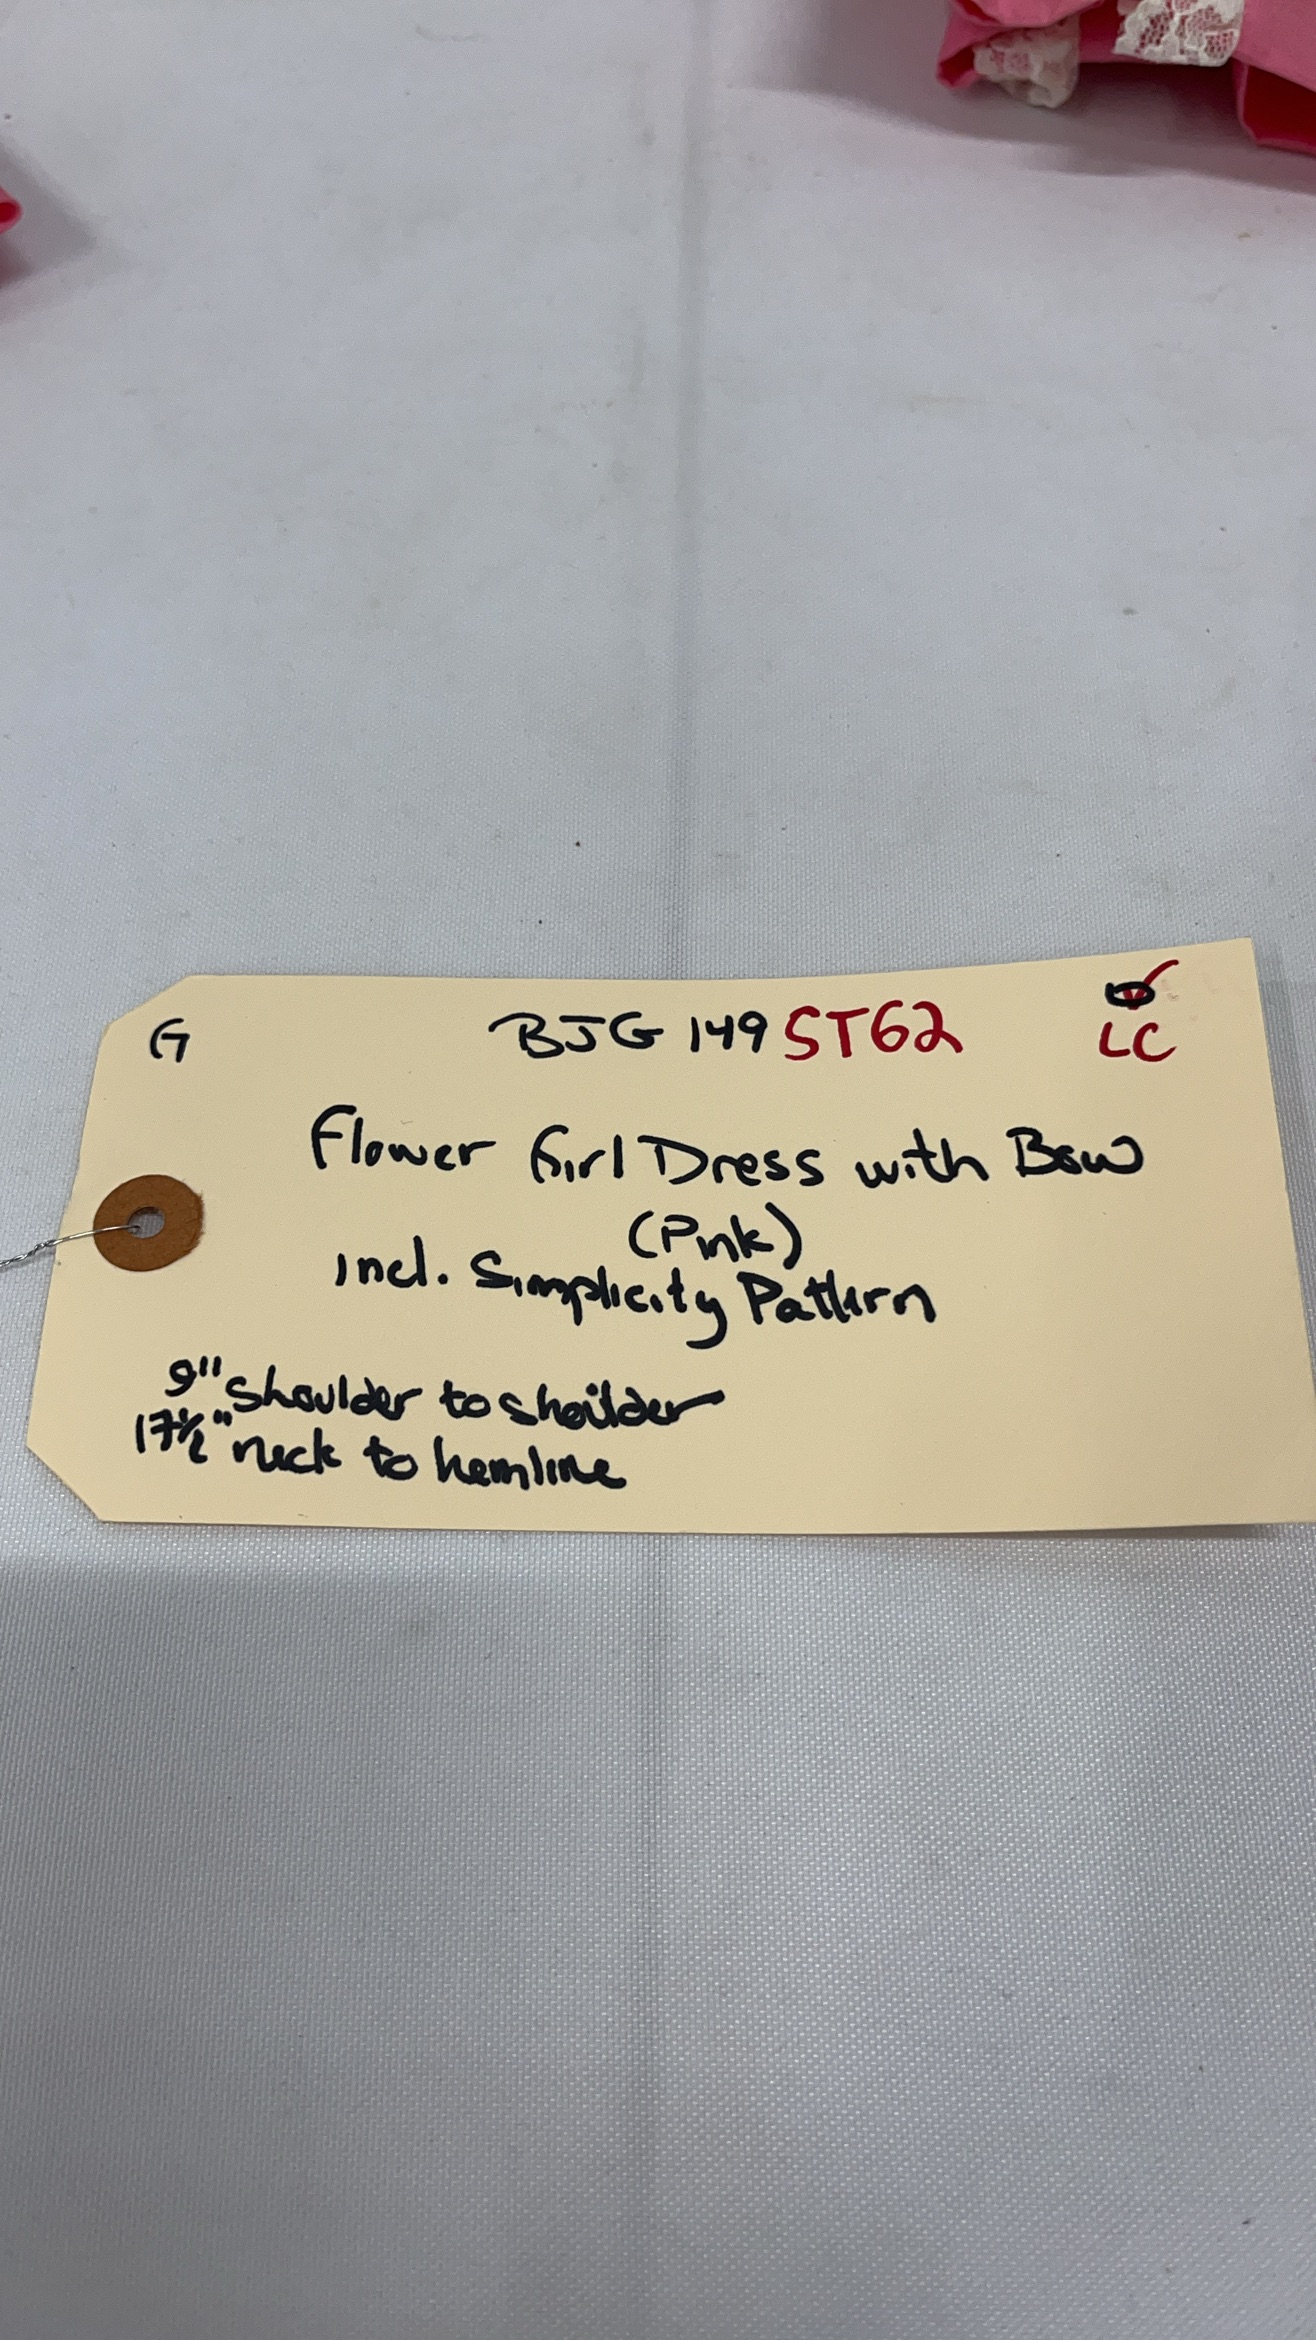 G BJG 149 ST62 LC
Flower Girl Dress with Bow
(Pink)
incl. Simplicity Pattern
9" shoulder to shoulder
17½" neck to hemline